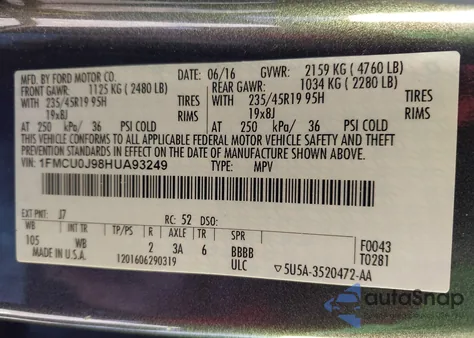 MFD. BY FORD MOTOR CO.
DATE: 06/16 GVWR: 2159 KG ( 4760 LB)
FRONT GAWR: 1125 KG ( 2480 LB)
REAR GAWR: 1034 KG ( 2280 LB)
WITH 235/45R19 95H TIRES
WITH 235/45R19 95H TIRES
19x8J RIMS
19x8J RIMS
AT 250 kPa/ 36 PSI COLD
AT 250 kPa/ 36 PSI COLD
THIS VEHICLE CONFORMS TO ALL APPLICABLE FEDERAL MOTOR VEHICLE
SAFETY, BUMPER, AND THEFT PREVENTION STANDARDS IN EFFECT ON THE DATE OF MANUFACTURE SHOWN ABOVE.
VIN: 1FMCU0J98HUA93249 TYPE: MPV
EXT PNT: J7 RC: 52 DSO:
WB INT TR TP/PS R AXLE TR SPR
105 WB 2 3A 6 BBBB F0043
MADE IN U.S.A. 1201606290319 ULC 5U5A-3520472-AA T0281
autoSnap